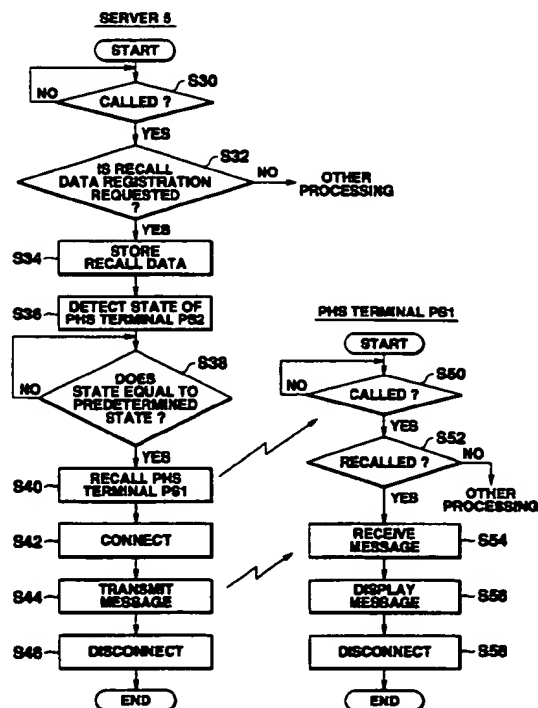 SERVER 5
START
S30
NO
CALLED ?
YES
S32
IS RECALL
DATA REGISTRATION
REQUESTED
?
NO
OTHER
PROCESSING
YES
S34
STORE
RECALL DATA
S36
DETECT STATE OF
PHS TERMINAL PS2
S38
NO
DOES
STATE EQUAL TO
PREDETERMINED
STATE ?
YES
S40
RECALL PHS
TERMINAL PS1
S42
CONNECT
S44
TRANSMIT
MESSAGE
S46
DISCONNECT
END
PHS TERMINAL PS1
START
S50
NO
CALLED ?
YES
S52
RECALLED ?
NO
OTHER
PROCESSING
YES
RECEIVE
MESSAGE
S54
DISPLAY
MESSAGE
S56
DISCONNECT
S58
END